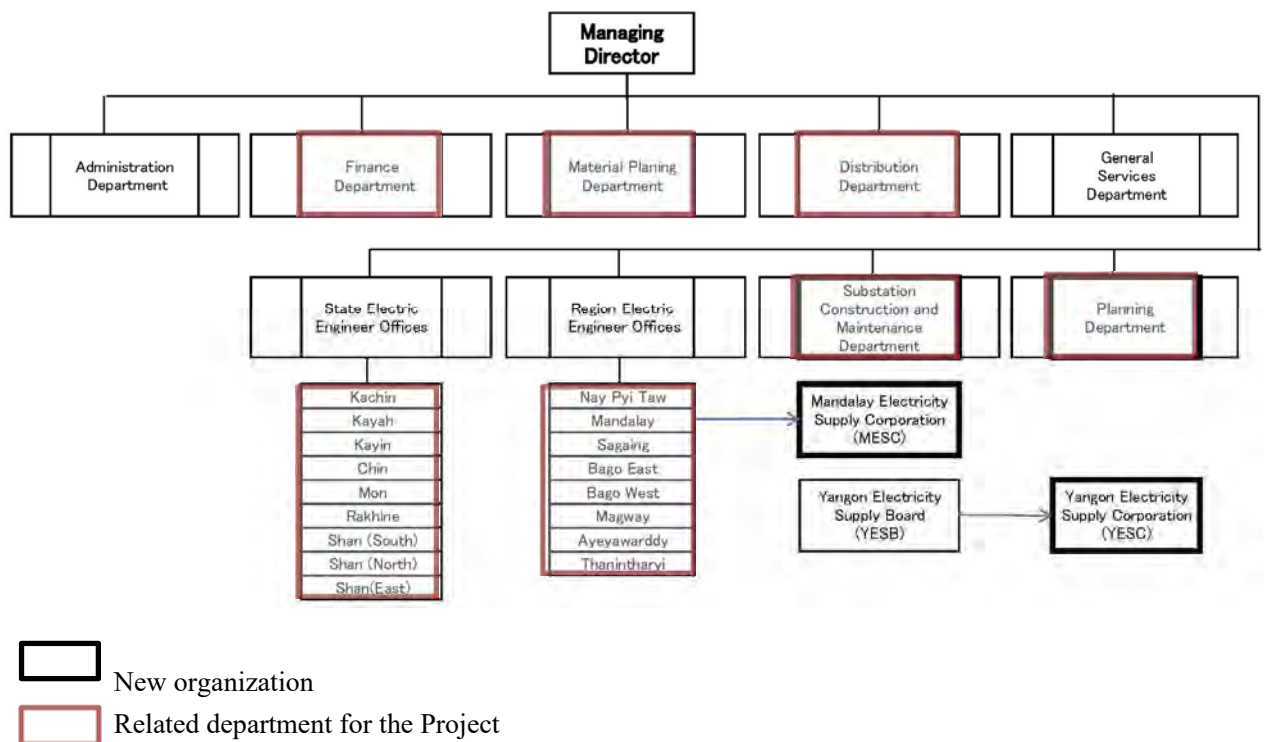 Managing
Director
Administration
Department
Finance
Department
Material Planing
Department
Distribution
Department
General
Services
Department
State Electric
Engineer Offices
Region Electric
Engineer Offices
Substation
Construction and
Maintenance
Department
Planning
Department
Kachin
Kayah
Kayin
Chin
Mon
Rakhine
Shan (South)
Shan (North)
Shan(East)
Nay Pyi Taw
Mandalay
Sagaing
Bago East
Bago West
Magway
Ayeyawarddy
Thanintharyi
Mandalay Electricity
Supply Corporation
(MESC)
Yangon Electricity
Supply Board
(YESB)
Yangon Electricity
Supply Corporation
(YESC)
New organization
Related department for the Project